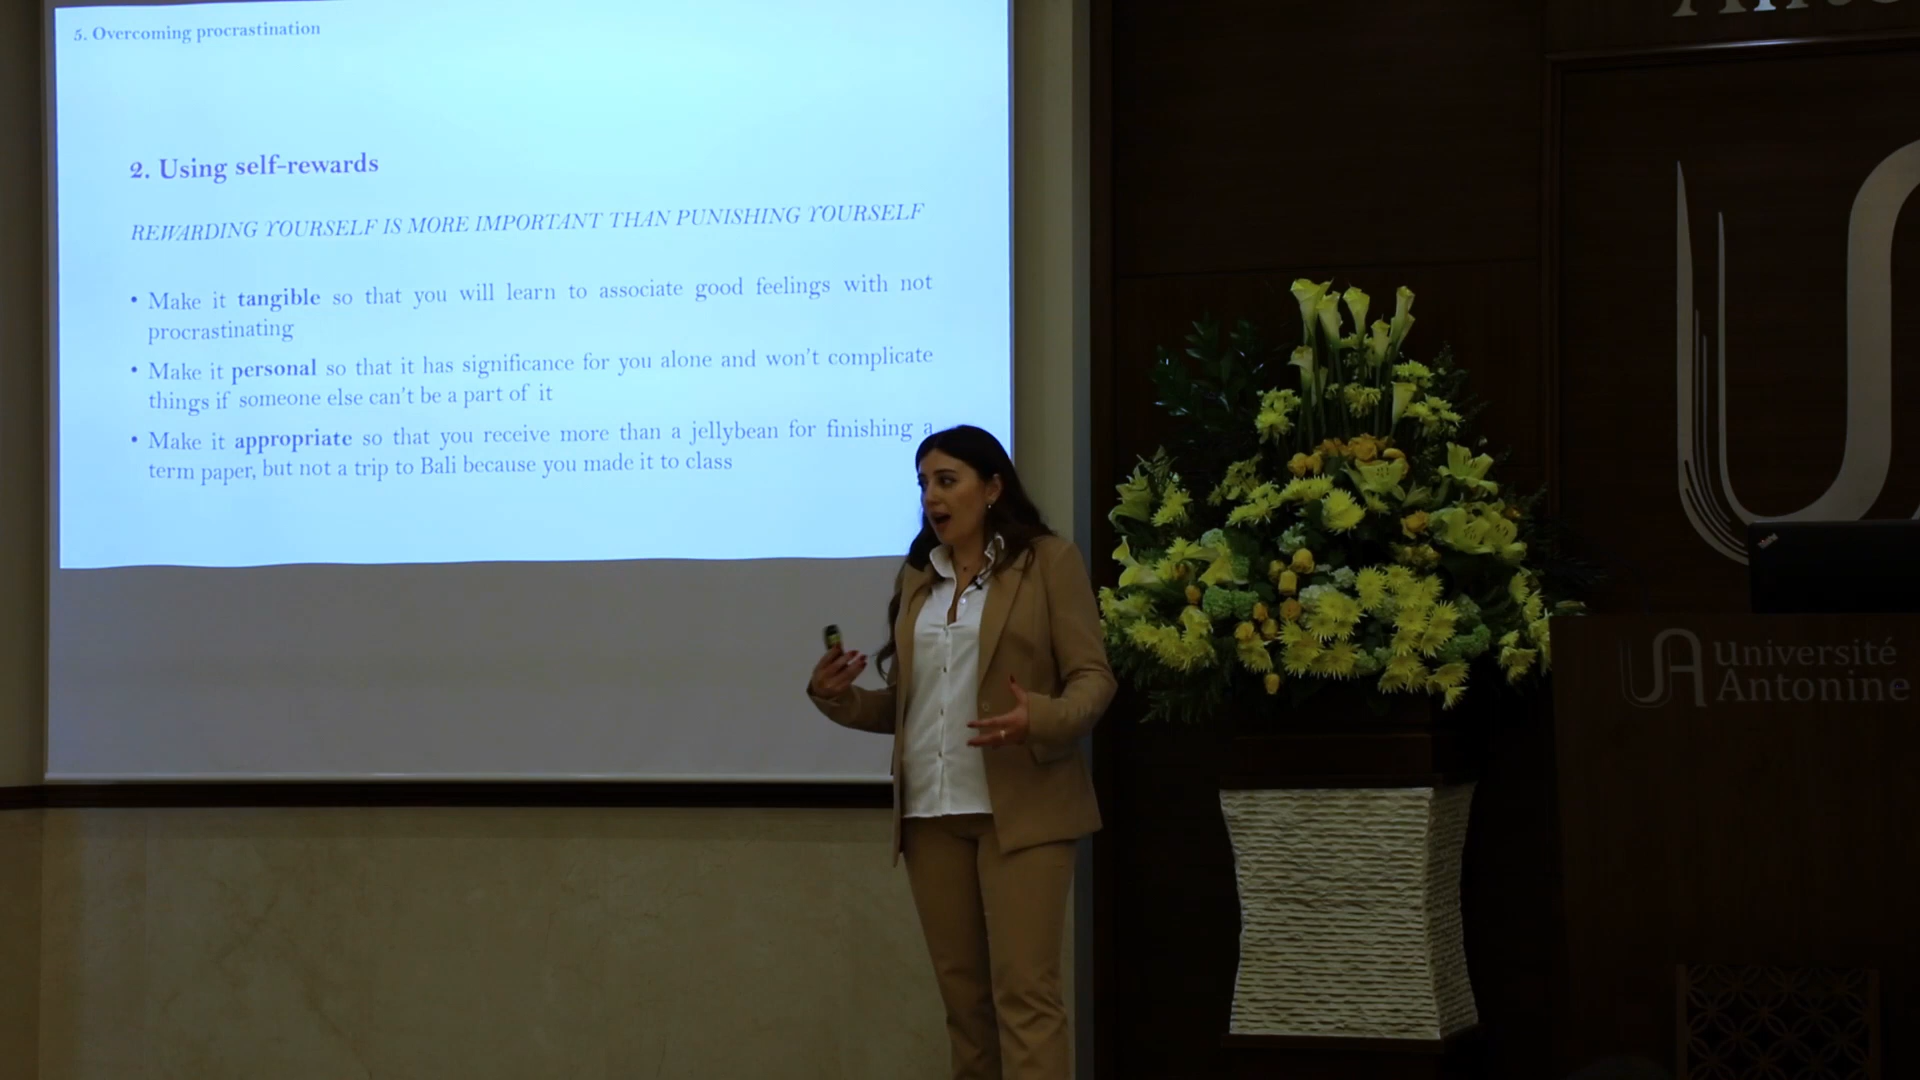 5. Overcoming procrastination
2. Using self-rewards
REWARDING YOURSELF IS MORE IMPORTANT THAN PUNISHING YOURSELF
• Make it tangible so that you will learn to associate good feelings with not
procrastinating
• Make it personal so that it has significance for you alone and won't complicate
things if someone else can't be a part of it
• Make it appropriate so that you receive more than a jellybean for finishing a
term paper, but not a trip to Bali because you made it to class
UA Université
Antonine